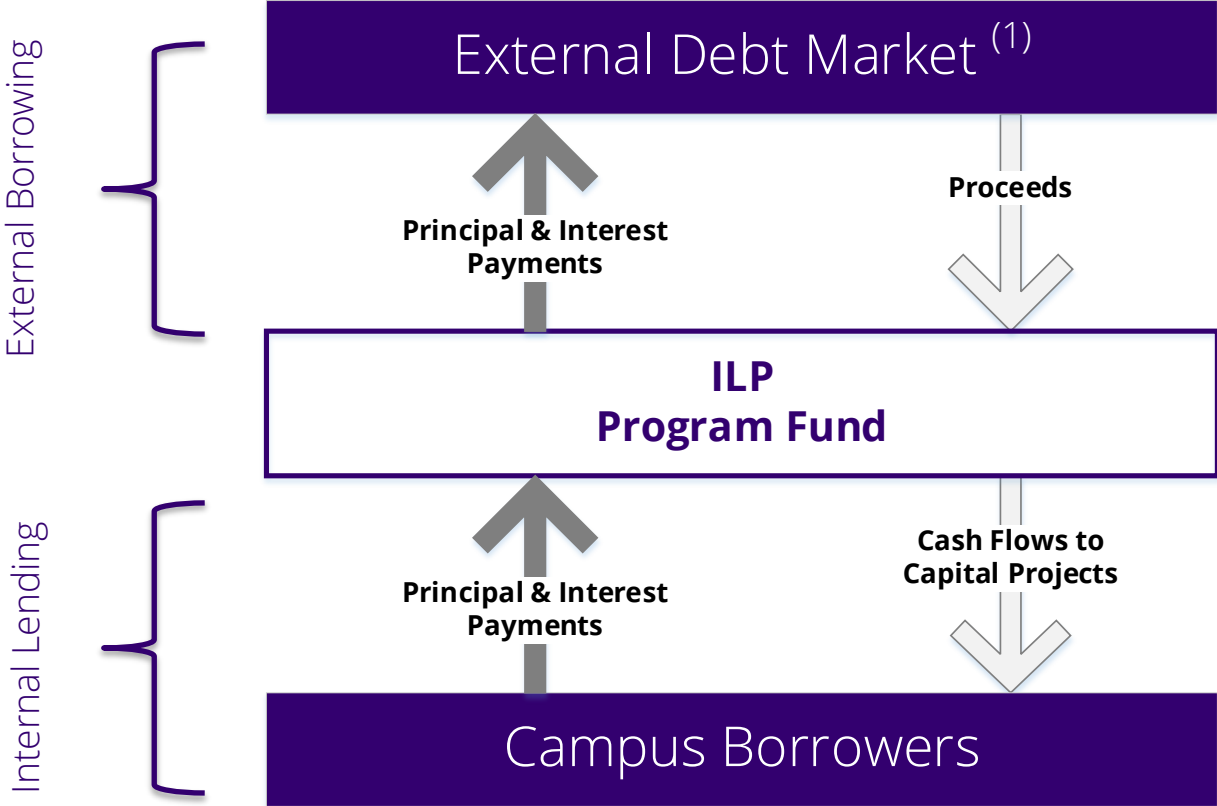 External Debt Market (1)
External Borrowing
Proceeds
Principal & Interest
Payments
ILP
Program Fund
Internal Lending
Cash Flows to
Capital Projects
Principal & Interest
Payments
Campus Borrowers